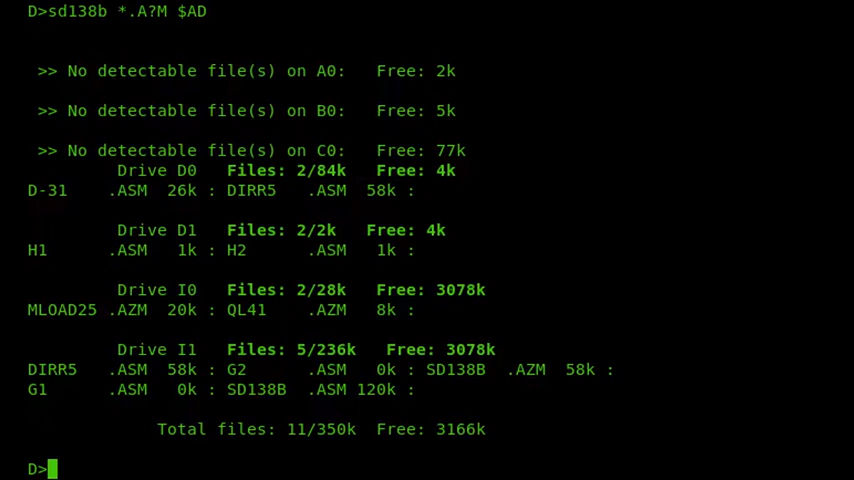 D>sd138b *.A?M $AD
>> No detectable file(s) on A0:   Free: 2k
>> No detectable file(s) on B0:   Free: 5k
>> No detectable file(s) on C0:   Free: 77k
Drive D0   Files: 2/84k   Free: 4k
D-31    .ASM  26k : DIRR5   .ASM  58k :
Drive D1   Files: 2/2k   Free: 4k
H1      .ASM   1k : H2      .ASM   1k :
Drive I0   Files: 2/28k   Free: 3078k
MLOAD25 .AZM  20k : QL41    .AZM   8k :
Drive I1   Files: 5/236k   Free: 3078k
DIRR5   .ASM  58k : G2      .ASM   0k : SD138B  .AZM  58k :
G1      .ASM   0k : SD138B  .ASM 120k :
Total files: 11/350k  Free: 3166k
D>